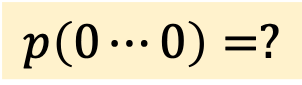 p(0 ⋯ 0) =?